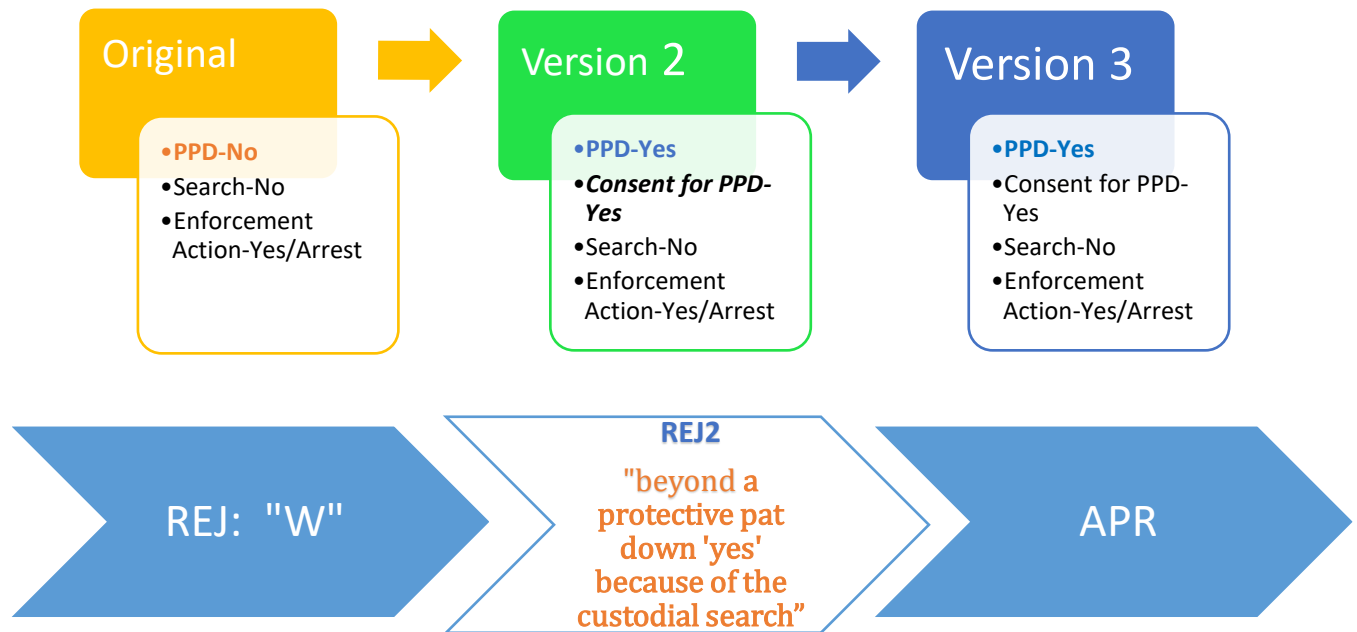 Original
•PPD-No
•Search-No
•Enforcement
Action-Yes/Arrest
Version 2
•PPD-Yes
•Consent for PPD-
Yes
•Search-No
•Enforcement
Action-Yes/Arrest
Version 3
•PPD-Yes
•Consent for PPD-
Yes
•Search-No
•Enforcement
Action-Yes/Arrest
REJ: "W"
REJ2
"beyond a
protective pat
down 'yes'
because of the
custodial search”
APR